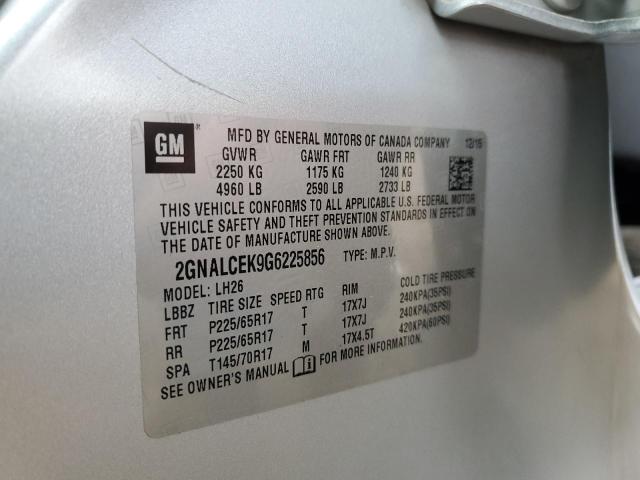 GM
MFD BY GENERAL MOTORS OF CANADA COMPANY 12/15
GVWR GAWR FRT GAWR RR
2250 KG 1175 KG 1240 KG
4960 LB 2590 LB 2733 LB
THIS VEHICLE CONFORMS TO ALL APPLICABLE U.S. FEDERAL MOTOR
VEHICLE SAFETY AND THEFT PREVENTION STANDARDS IN EFFECT ON
THE DATE OF MANUFACTURE SHOWN ABOVE.
2GNALCEK9G6225856 TYPE: M.P.V.
MODEL: LH26
LBBZ TIRE SIZE SPEED RTG RIM COLD TIRE PRESSURE
FRT P225/65R17 T 17X7J 240KPA(35PSI)
RR P225/65R17 T 17X7J 240KPA(35PSI)
SPA T145/70R17 M 17X4.5T 420KPA(60PSI)
SEE OWNER'S MANUAL FOR MORE INFORMATION.